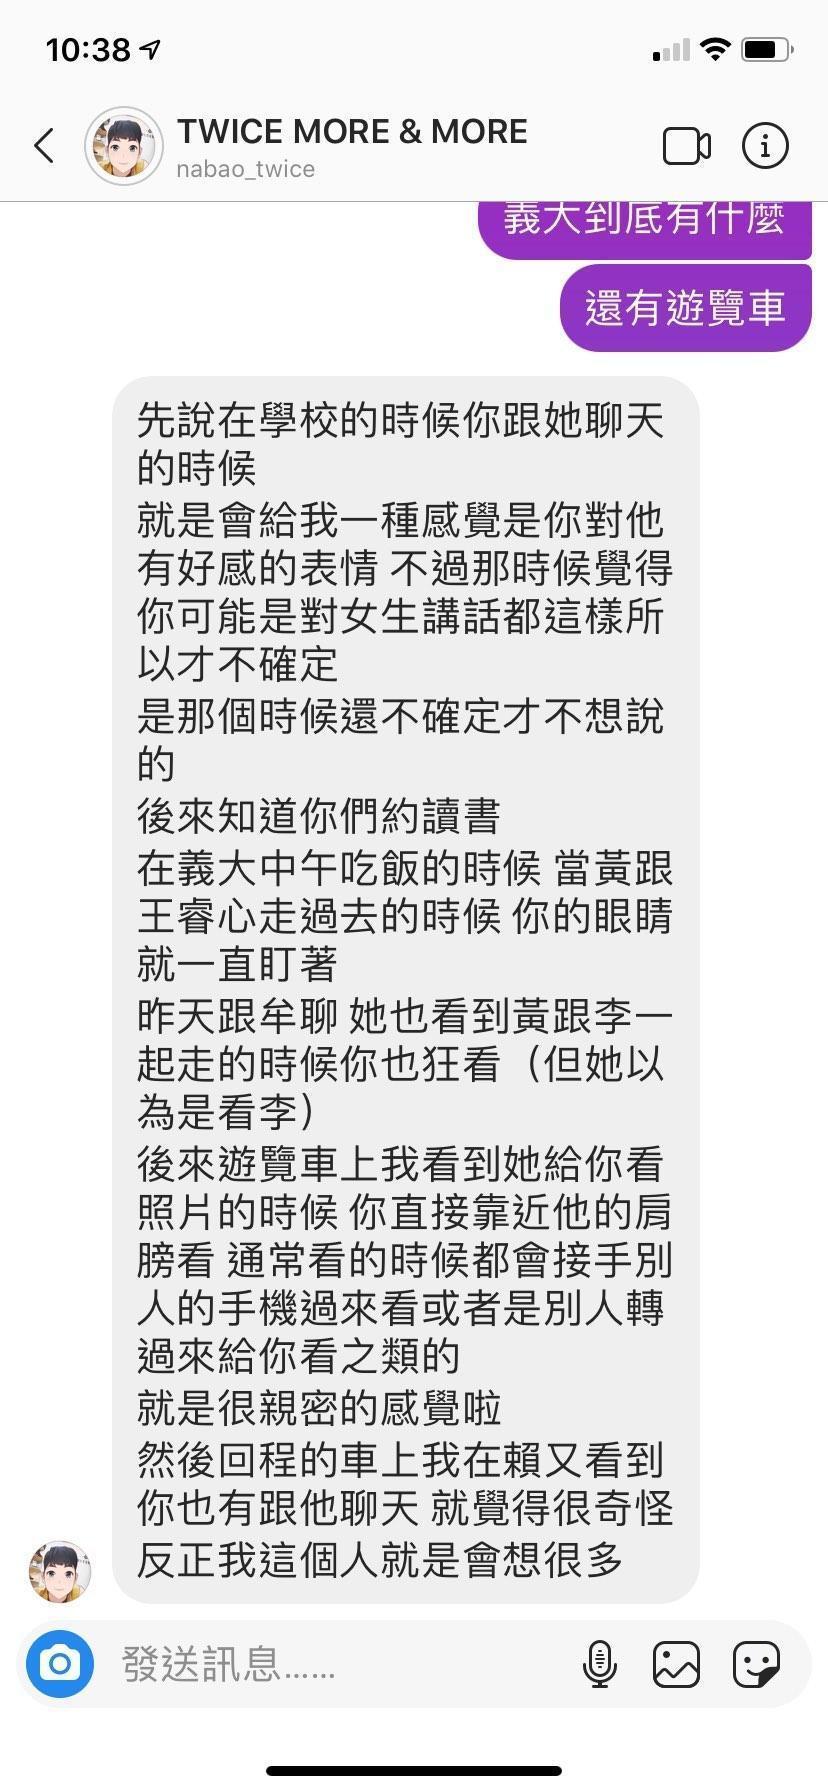 10:38
TWICE MORE & MORE
nabao_twice
義大到底有什麼
還有遊覽車
先說在學校的時候你跟她聊天
的時候
就是會給我一種感覺是你對他
有好感的表情 不過那時候覺得
你可能是對女生講話都這樣所
以才不確定
是那個時候還不確定才不想說
的
後來知道你們約讀書
在義大中午吃飯的時候 當黃跟
王睿心走過去的時候 你的眼睛
就一直盯著
昨天跟牟聊 她也看到黃跟李一
起走的時候你也狂看（但她以
為是看李）
後來遊覽車上我看到她給你看
照片的時候 你直接靠近他的肩
膀看 通常看的時候都會接手別
人的手機過來看或者是別人轉
過來給你看之類的
就是很親密的感覺啦
然後回程的車上我在賴又看到
你也有跟他聊天 就覺得很奇怪
反正我這個人就是會想很多
發送訊息......